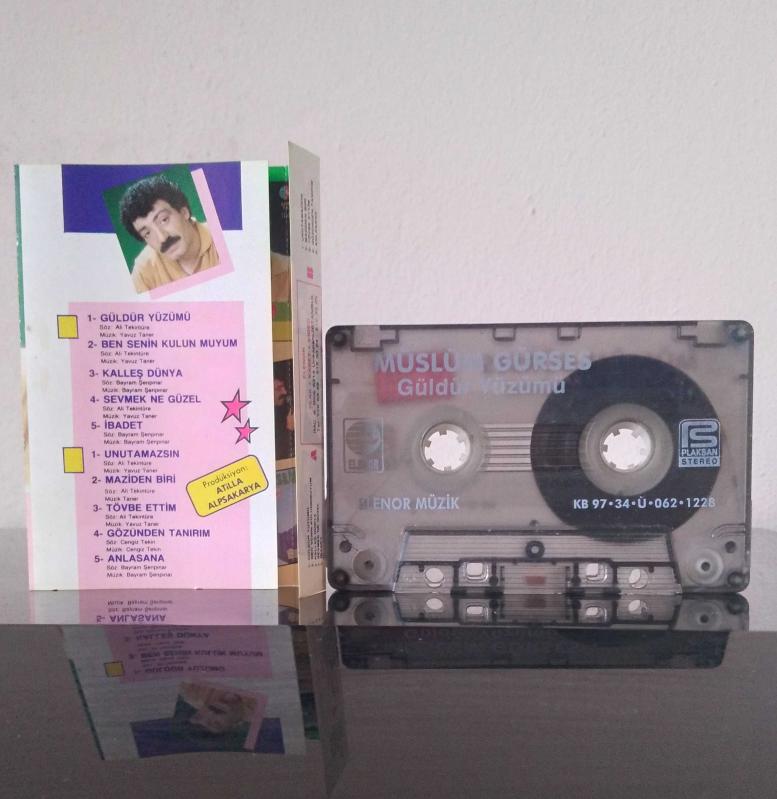 1- GÜLDÜR YÜZÜMÜ
Söz: Ali Tekintüre
Müzik: Yavuz Taner
2- BEN SENİN KULUN MUYUM
Söz: Ali Tekintüre
Müzik: Yavuz Taner
3- KALLEŞ DÜNYA
Söz: Bayram Şenpınar
Müzik: Bayram Şenpınar
4- SEVMEK NE GÜZEL
Söz: Ali Tekintüre
Müzik: Yavuz Taner
5- İBADET
Söz: Bayram Şenpınar
Müzik: Bayram Şenpınar
1- UNUTAMAZSIN
Söz: Ali Tekintüre
Müzik: Yavuz Taner
2- MAZİDEN BİRİ
Söz: Ali Tekintüre
Müzik Taner
3- TÖVBE ETTİM
Söz: Ali Tekintüre
Müzik: Yavuz Taner
4- GÖZÜNDEN TANIRIM
Söz: Cengiz Tekin
Müzik: Cengiz Tekin
5- ANLASANA
Söz: Bayram Şenpınar
Müzik: Bayram Şenpınar
Prodüksiyon:
ATİLLA
ALPSAKARYA
MÜSLÜM GÜRSES
Güldür Yüzümü
ELENOR MÜZİK
PLAKSAN
STEREO
KB 97•34•Ü•062•1228